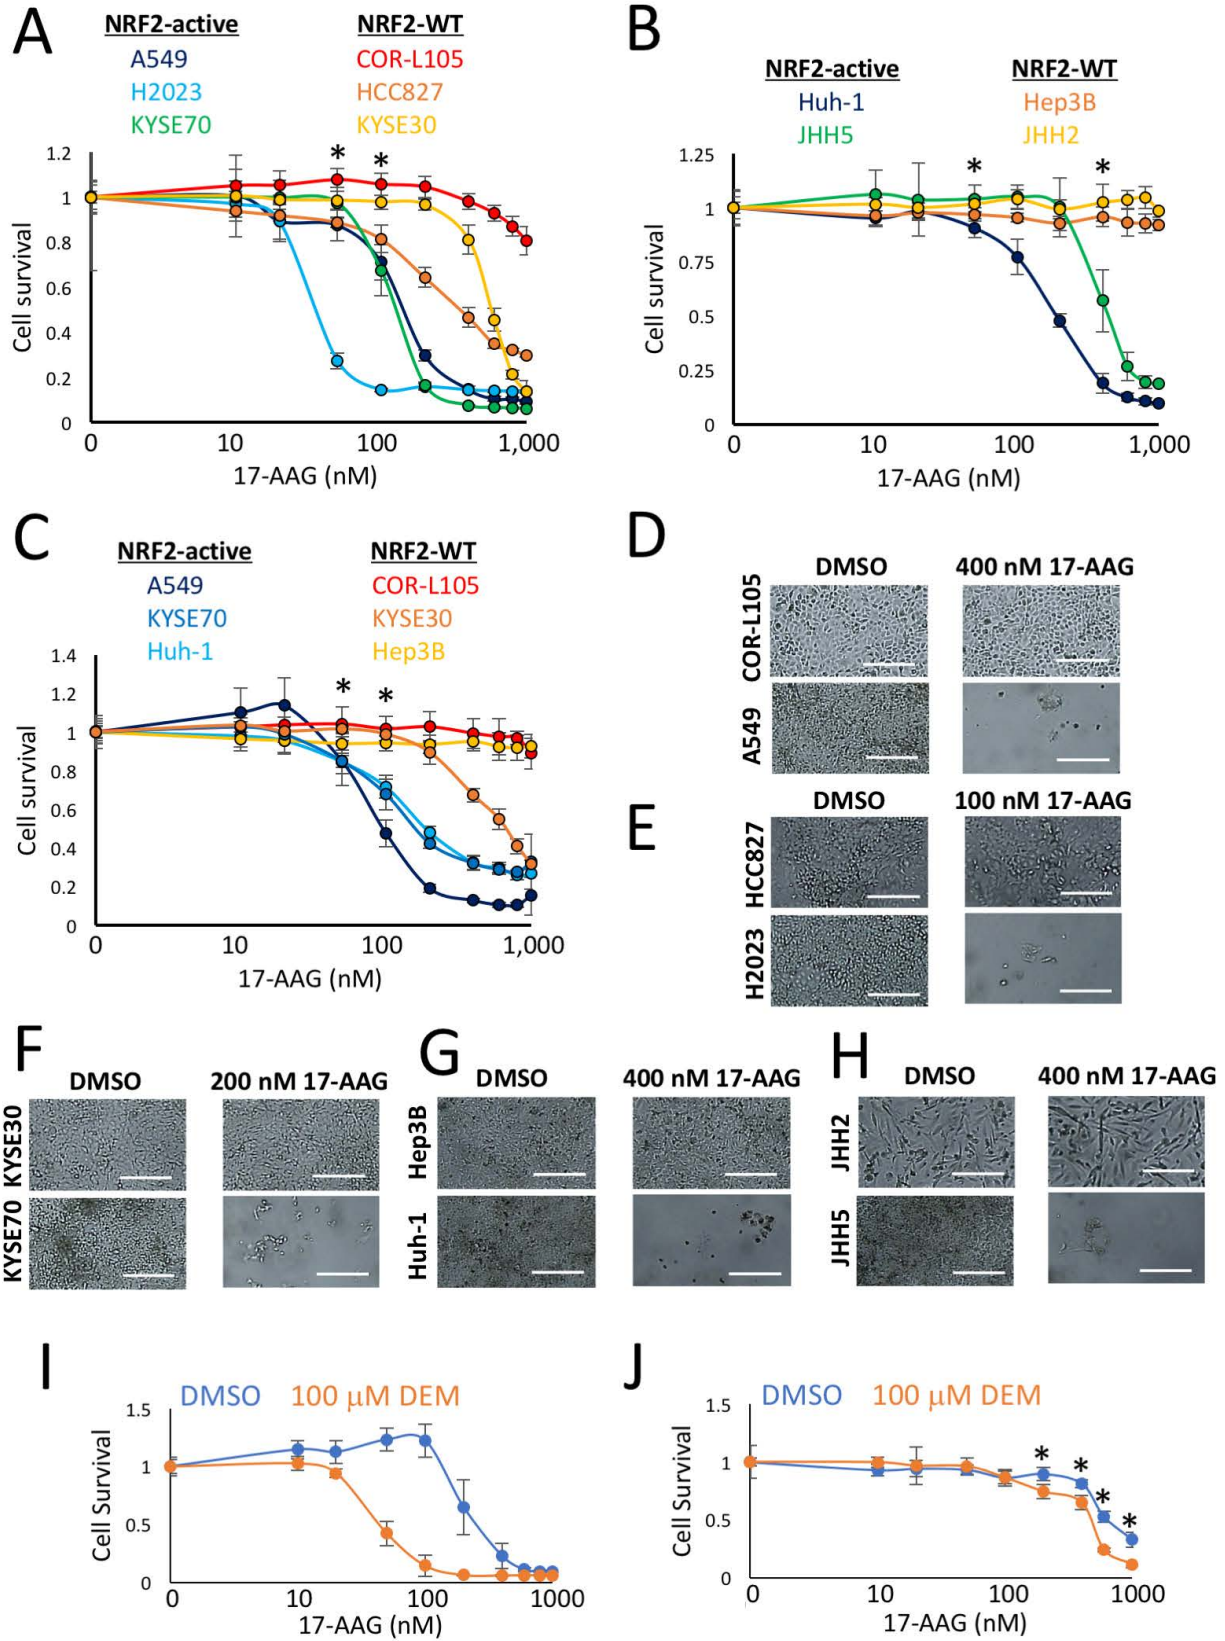 A
NRF2-active NRF2-WT
A549 COR-L105
H2023 HCC827
KYSE70 KYSE30
1.2
1
0.8
0.6
0.4
0.2
0
* *
Cell survival
0 10 100 1,000
17-AAG (nM)
B
NRF2-active NRF2-WT
Huh-1 Hep3B
JHH5 JHH2
1.25
1
0.75
0.5
0.25
0
* *
Cell survival
0 10 100 1,000
17-AAG (nM)
C
NRF2-active NRF2-WT
A549 COR-L105
KYSE70 KYSE30
Huh-1 Hep3B
1.4
1.2
1
0.8
0.6
0.4
0.2
0
* *
Cell survival
0 10 100 1,000
17-AAG (nM)
D
DMSO 400 nM 17-AAG
COR-L105
A549
E
DMSO 100 nM 17-AAG
HCC827
H2023
F
DMSO 200 nM 17-AAG
KYSE30
KYSE70
G
DMSO 400 nM 17-AAG
Hep3B
Huh-1
H
DMSO 400 nM 17-AAG
JHH2
JHH5
I
DMSO 100 μM DEM
1.5
1
0.5
0
Cell Survival
0 10 100 1000
17-AAG (nM)
J
DMSO 100 μM DEM
1.5
1
0.5
0
* * * *
Cell Survival
0 10 100 1000
17-AAG (nM)